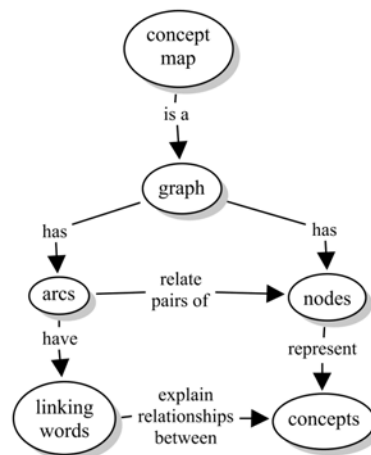 concept
map
is a
graph
has
has
arcs
relate
pairs of
nodes
have
represent
linking
words
explain
relationships
between
concepts